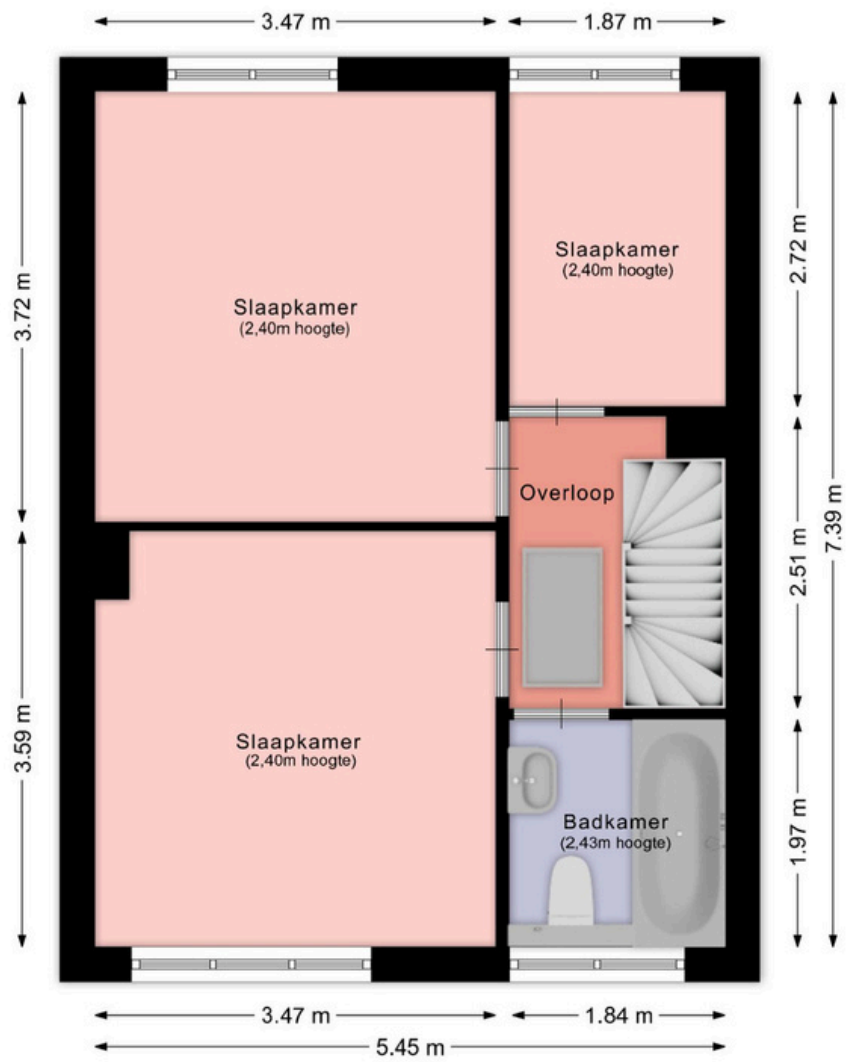 3.47 m
1.87 m
Slaapkamer
(2,40m hoogte)
Slaapkamer
(2,40m hoogte)
3.72 m
2.72 m
Overloop
2.51 m
7.39 m
Slaapkamer
(2,40m hoogte)
3.59 m
Badkamer
(2,43m hoogte)
1.97 m
3.47 m
1.84 m
5.45 m